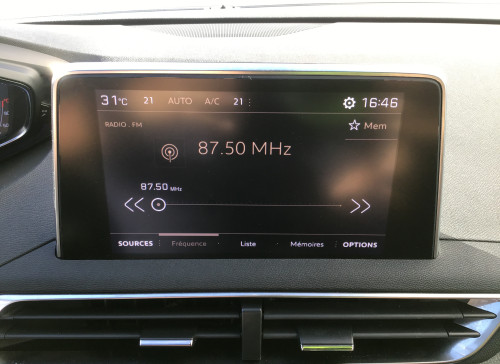 31°C 21 AUTO A/C 21 16:46
RADIO . FM
Mem
87.50 MHz
87.50 MHz
SOURCES Fréquence Liste Mémoires OPTIONS